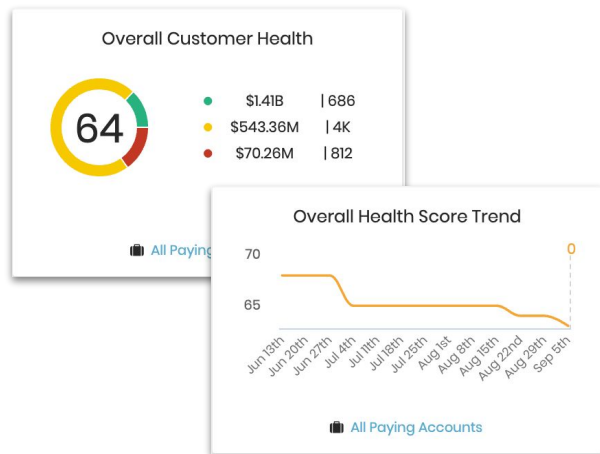 Overall Customer Health
64
$1.41B | 686
$543.36M | 4K
$70.26M | 812
All Paying
Overall Health Score Trend
70
0
65
Jun 13th
Jun 20th
Jun 27th
Jul 4th
Jul 11th
Jul 18th
Jul 25th
Aug 1st
Aug 8th
Aug 15th
Aug 22nd
Aug 29th
Sep 5th
All Paying Accounts